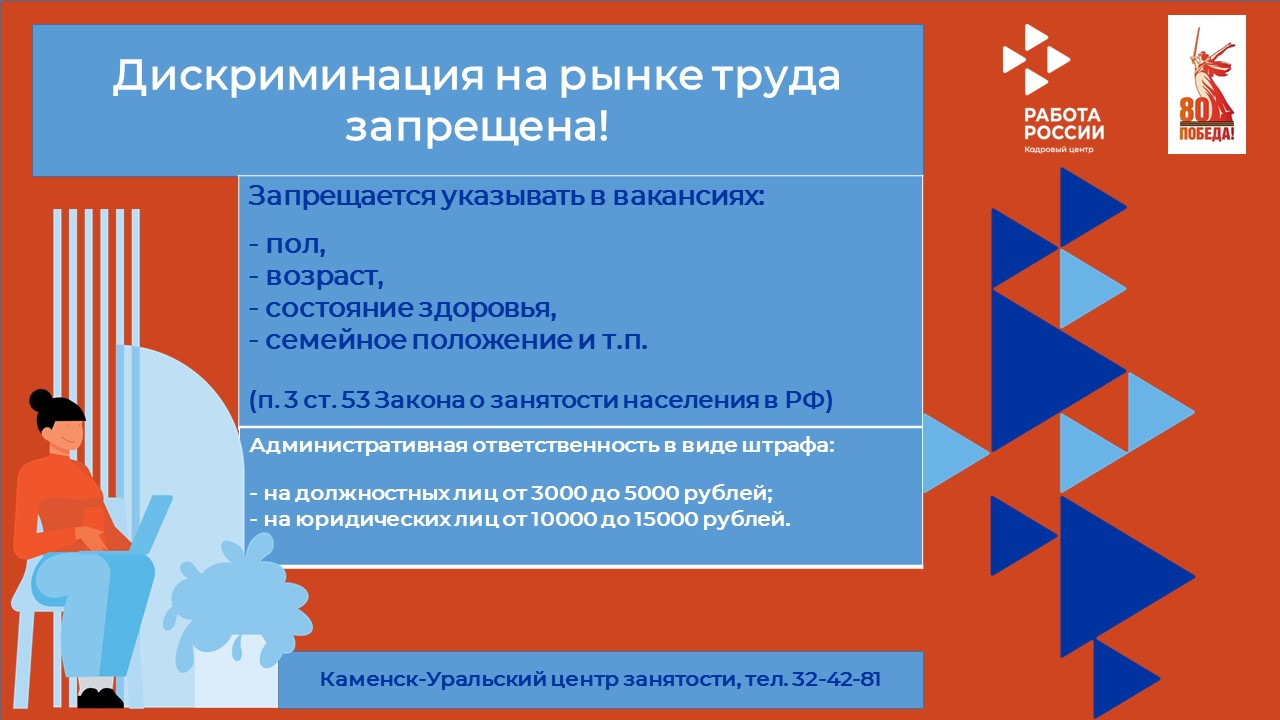 Дискриминация на рынке труда
запрещена!
РАБОТА
РОССИИ
Кадровый центр
80
ПОБЕДА!
Запрещается указывать в вакансиях:
- пол,
- возраст,
- состояние здоровья,
- семейное положение и т.п.
(п. 3 ст. 53 Закона о занятости населения в РФ)
Административная ответственность в виде штрафа:
- на должностных лиц от 3000 до 5000 рублей;
- на юридических лиц от 10000 до 15000 рублей.
Каменск-Уральский центр занятости, тел. 32-42-81